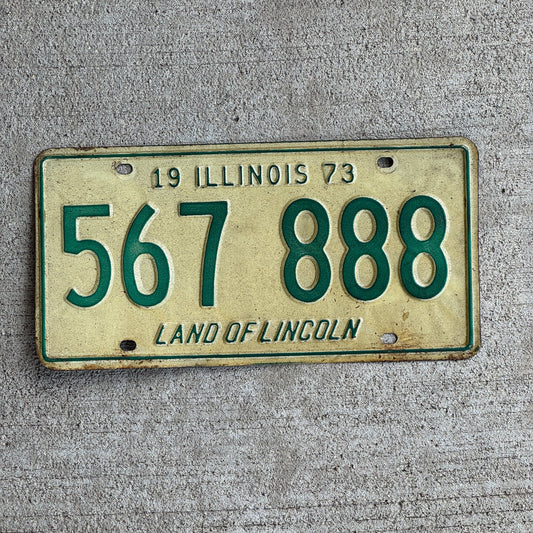 19 ILLINOIS 73
567 888
LAND OF LINCOLN